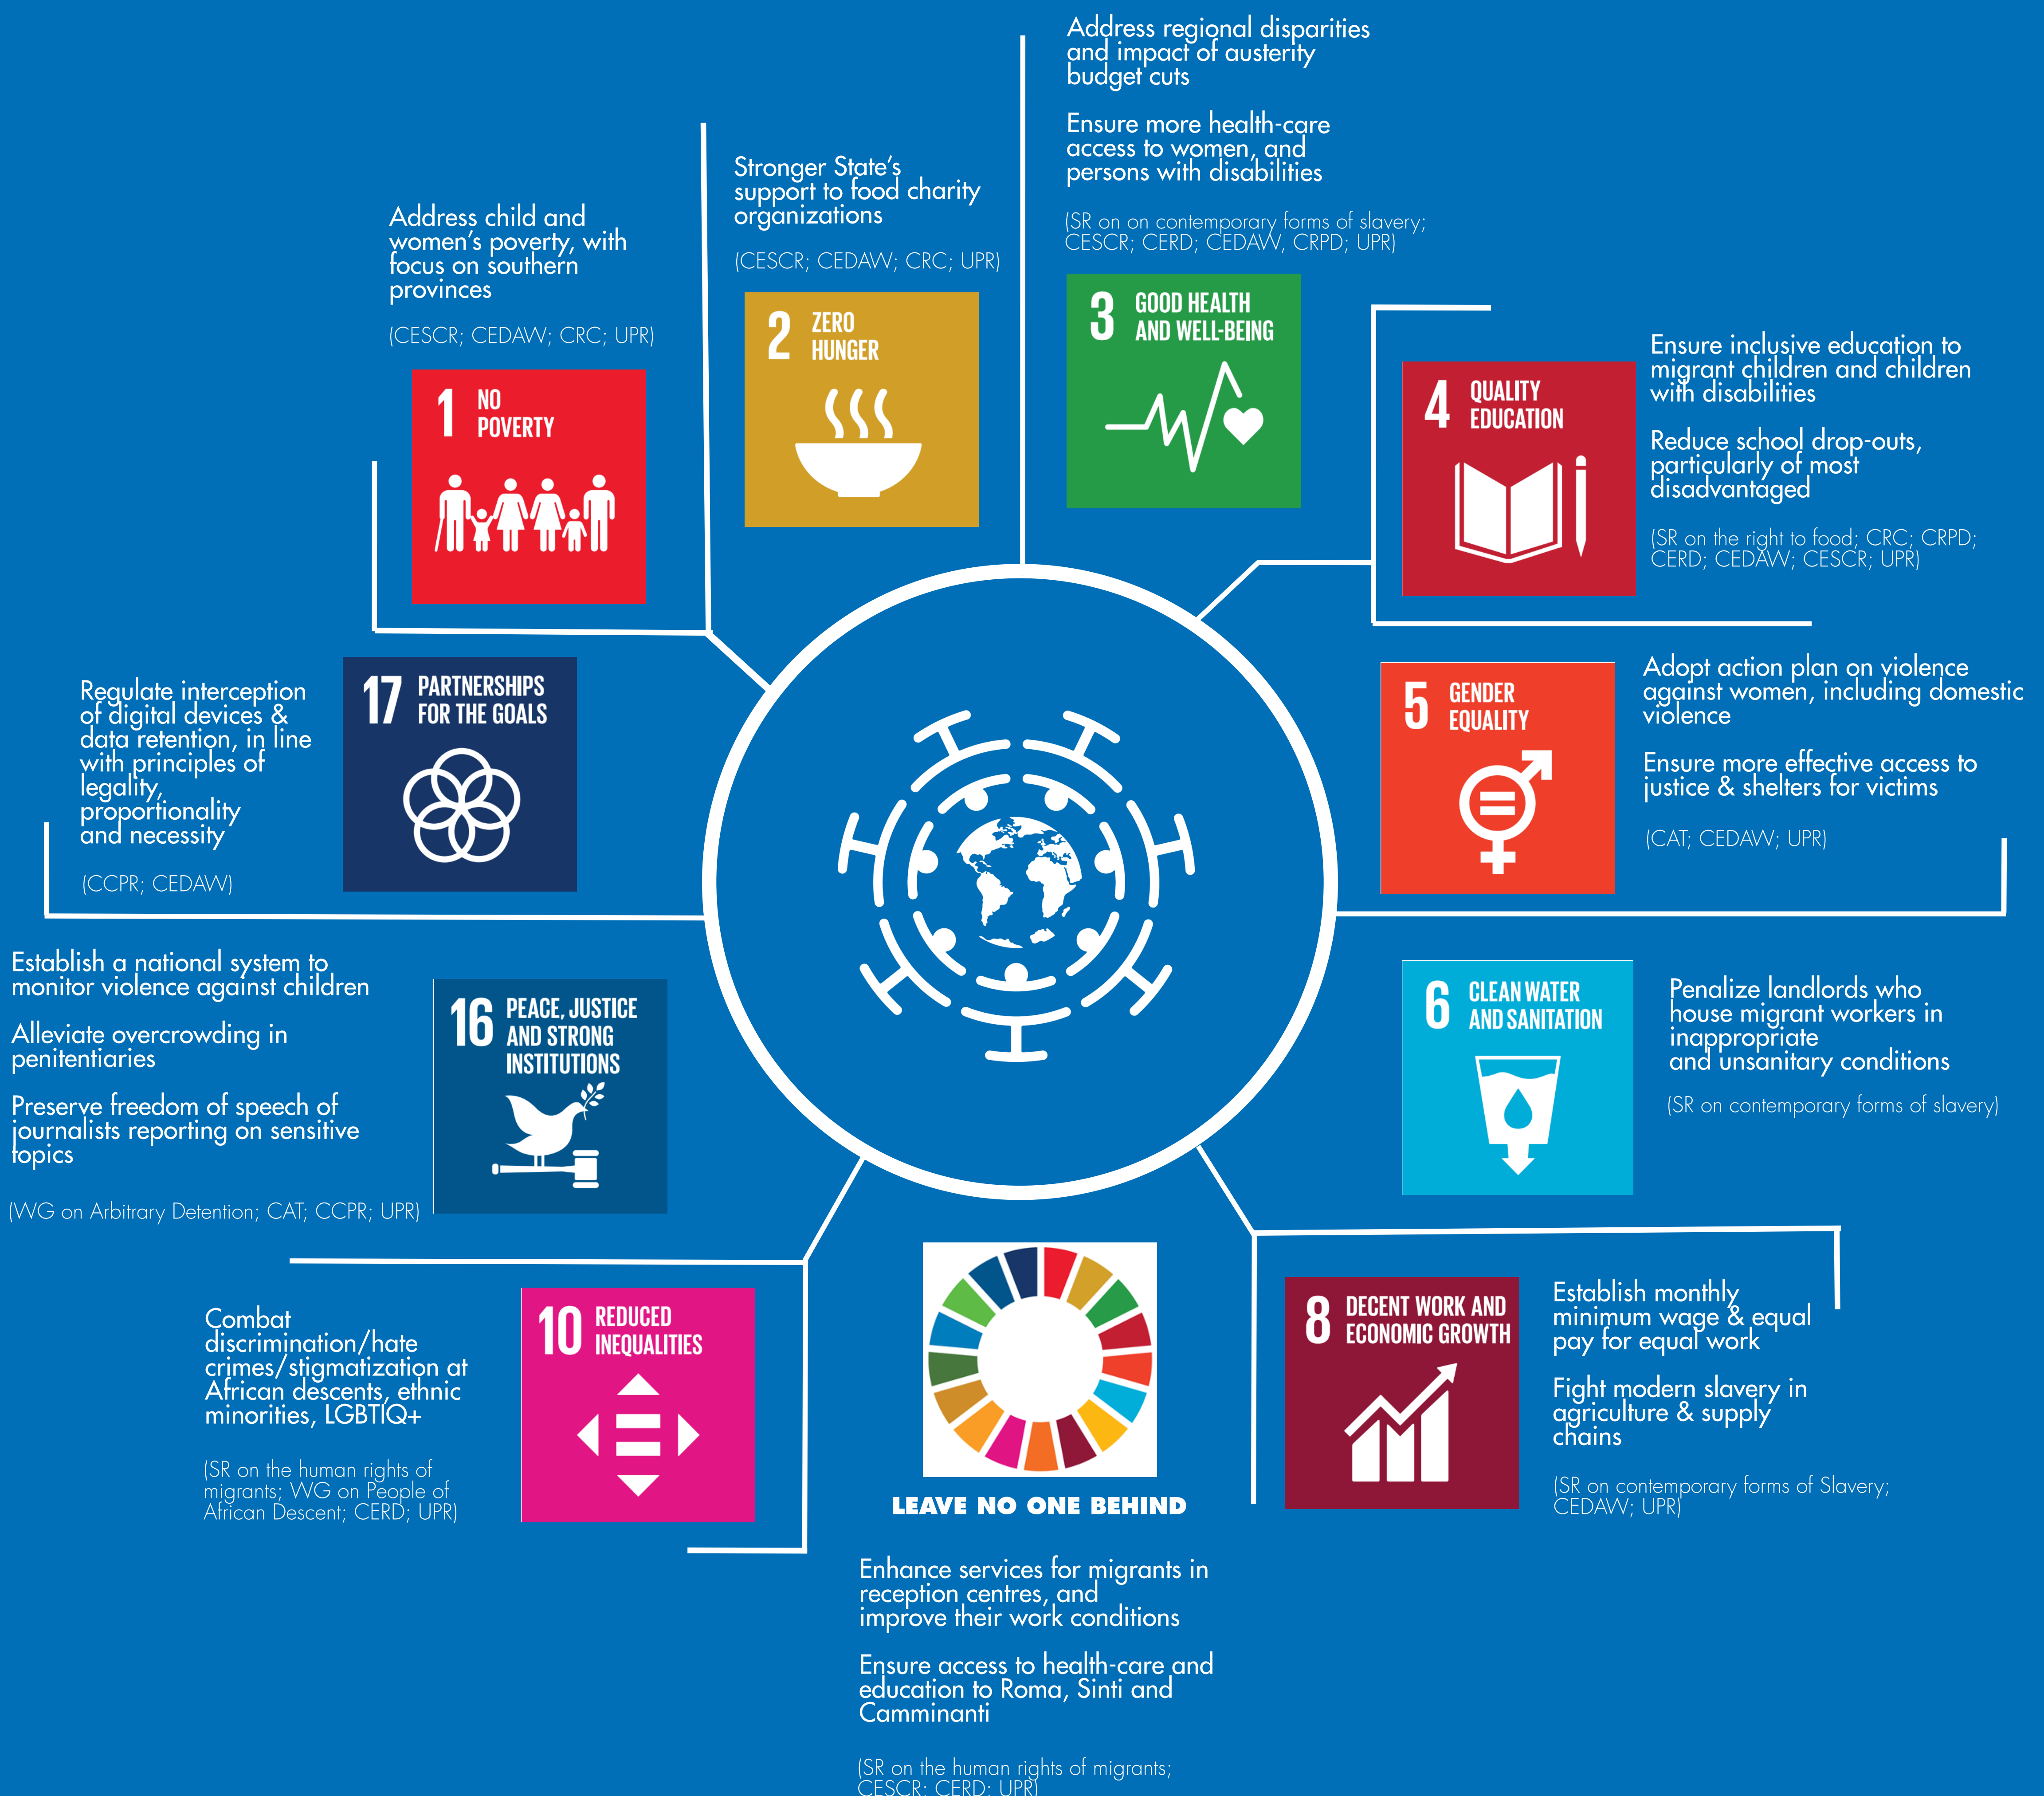 Address child and
women's poverty, with
focus on southern
provinces
(CESCR; CEDAW; CRC; UPR)
1 NO
POVERTY
Stronger State's
support to food charity
organizations
(CESCR; CEDAW; CRC; UPR)
2 ZERO
HUNGER
Address regional disparities
and impact of austerity
budget cuts
Ensure more health-care
access to women, and
persons with disabilities
(SR on on contemporary forms of slavery;
CESCR; CERD; CEDAW, CRPD; UPR)
3 GOOD HEALTH
AND WELL-BEING
4 QUALITY
EDUCATION
Ensure inclusive education to
migrant children and children
with disabilities
Reduce school drop-outs,
particularly of most
disadvantaged
(SR on the right to food; CRC; CRPD;
CERD; CEDAW; CESCR; UPR)
5 GENDER
EQUALITY
Adopt action plan on violence
against women, including domestic
violence
Ensure more effective access to
justice & shelters for victims
(CAT; CEDAW; UPR)
6 CLEAN WATER
AND SANITATION
Penalize landlords who
house migrant workers in
inappropriate
and unsanitary conditions
(SR on contemporary forms of slavery)
8 DECENT WORK AND
ECONOMIC GROWTH
Establish monthly
minimum wage & equal
pay for equal work
Fight modern slavery in
agriculture & supply
chains
(SR on contemporary forms of Slavery;
CEDAW; UPR)
LEAVE NO ONE BEHIND
Enhance services for migrants in
reception centres, and
improve their work conditions
Ensure access to health-care and
education to Roma, Sinti and
Camminanti
(SR on the human rights of migrants;
CESCR; CERD; UPR)
Combat
discrimination/hate
crimes/stigmatization at
African descents, ethnic
minorities, LGBTIQ+
(SR on the human rights of
migrants; WG on People of
African Descent; CERD; UPR)
10 REDUCED
INEQUALITIES
Establish a national system to
monitor violence against children
Alleviate overcrowding in
penitentiaries
Preserve freedom of speech of
journalists reporting on sensitive
topics
(WG on Arbitrary Detention; CAT; CCPR; UPR)
16 PEACE, JUSTICE
AND STRONG
INSTITUTIONS
Regulate interception
of digital devices &
data retention, in line
with principles of
legality,
proportionality
and necessity
(CCPR; CEDAW)
17 PARTNERSHIPS
FOR THE GOALS